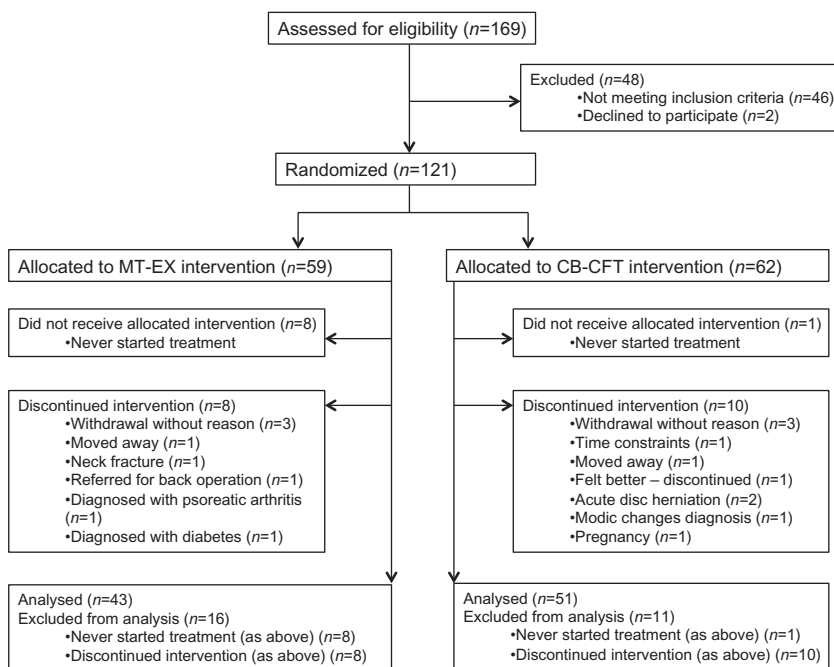 Assessed for eligibility (n=169)
Excluded (n=48)
•Not meeting inclusion criteria (n=46)
•Declined to participate (n=2)
Randomized (n=121)
Allocated to MT-EX intervention (n=59)
Did not receive allocated intervention (n=8)
•Never started treatment
Discontinued intervention (n=8)
•Withdrawal without reason (n=3)
•Moved away (n=1)
•Neck fracture (n=1)
•Referred for back operation (n=1)
•Diagnosed with psoreatic arthritis
(n=1)
•Diagnosed with diabetes (n=1)
Analysed (n=43)
Excluded from analysis (n=16)
•Never started treatment (as above) (n=8)
•Discontinued intervention (as above) (n=8)
Allocated to CB-CFT intervention (n=62)
Did not receive allocated intervention (n=1)
•Never started treatment
Discontinued intervention (n=10)
•Withdrawal without reason (n=3)
•Time constraints (n=1)
•Moved away (n=1)
•Felt better – discontinued (n=1)
•Acute disc herniation (n=2)
•Modic changes diagnosis (n=1)
•Pregnancy (n=1)
Analysed (n=51)
Excluded from analysis (n=11)
•Never started treatment (as above) (n=1)
•Discontinued intervention (as above) (n=10)